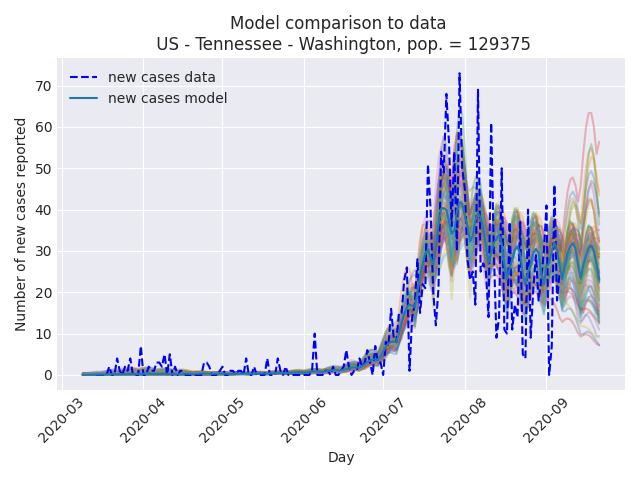 Model comparison to data
US - Tennessee - Washington, pop. = 129375
new cases data
new cases model
Number of new cases reported
70
60
50
40
30
20
10
0
2020-03
2020-04
2020-05
2020-06
2020-07
2020-08
2020-09
Day